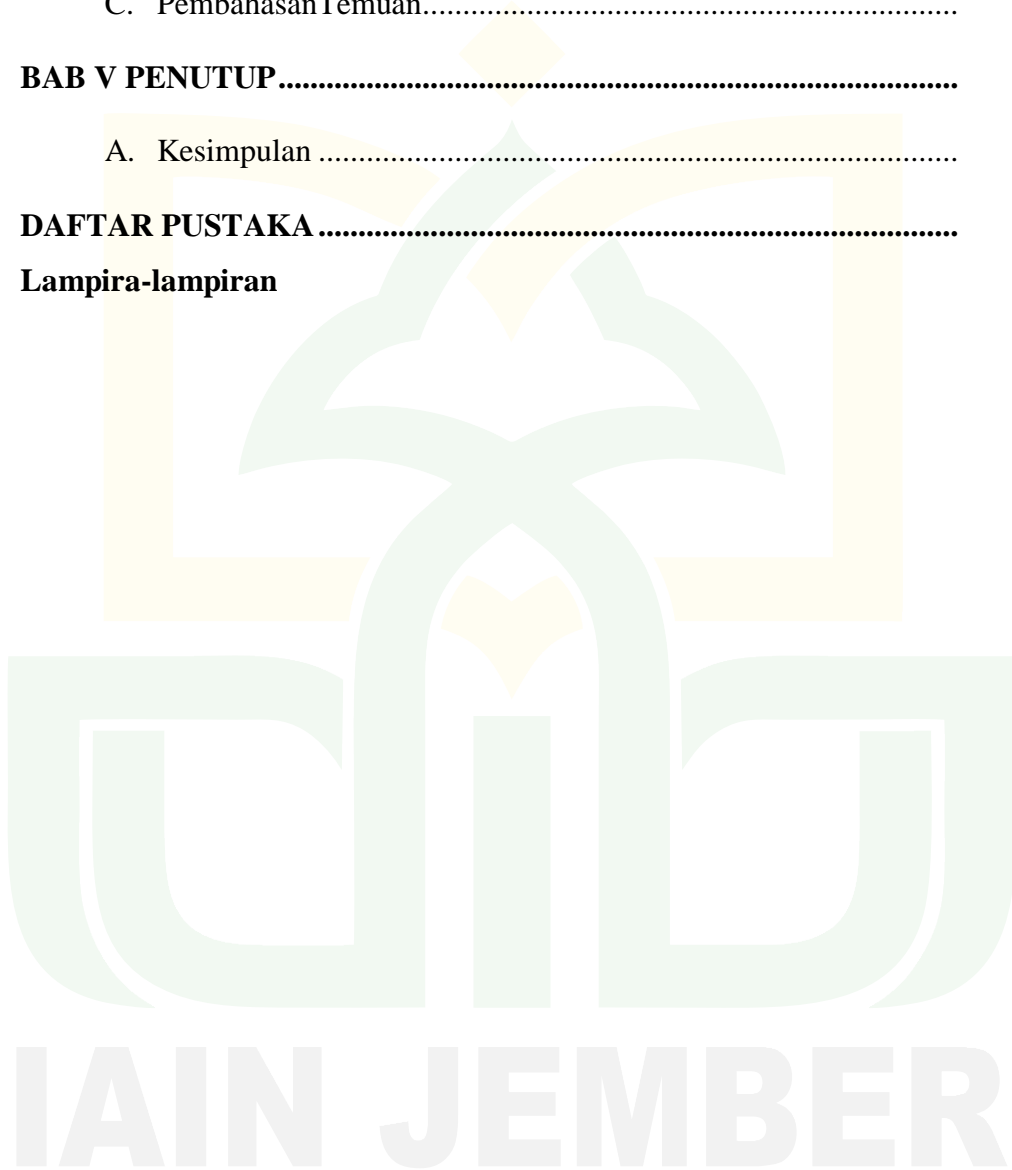 C. PembahasanTemuan....................................................................
BAB V PENUTUP......................................................................................
A. Kesimpulan .................................................................................
DAFTAR PUSTAKA.................................................................................
Lampira-lampiran
IAIN JEMBER